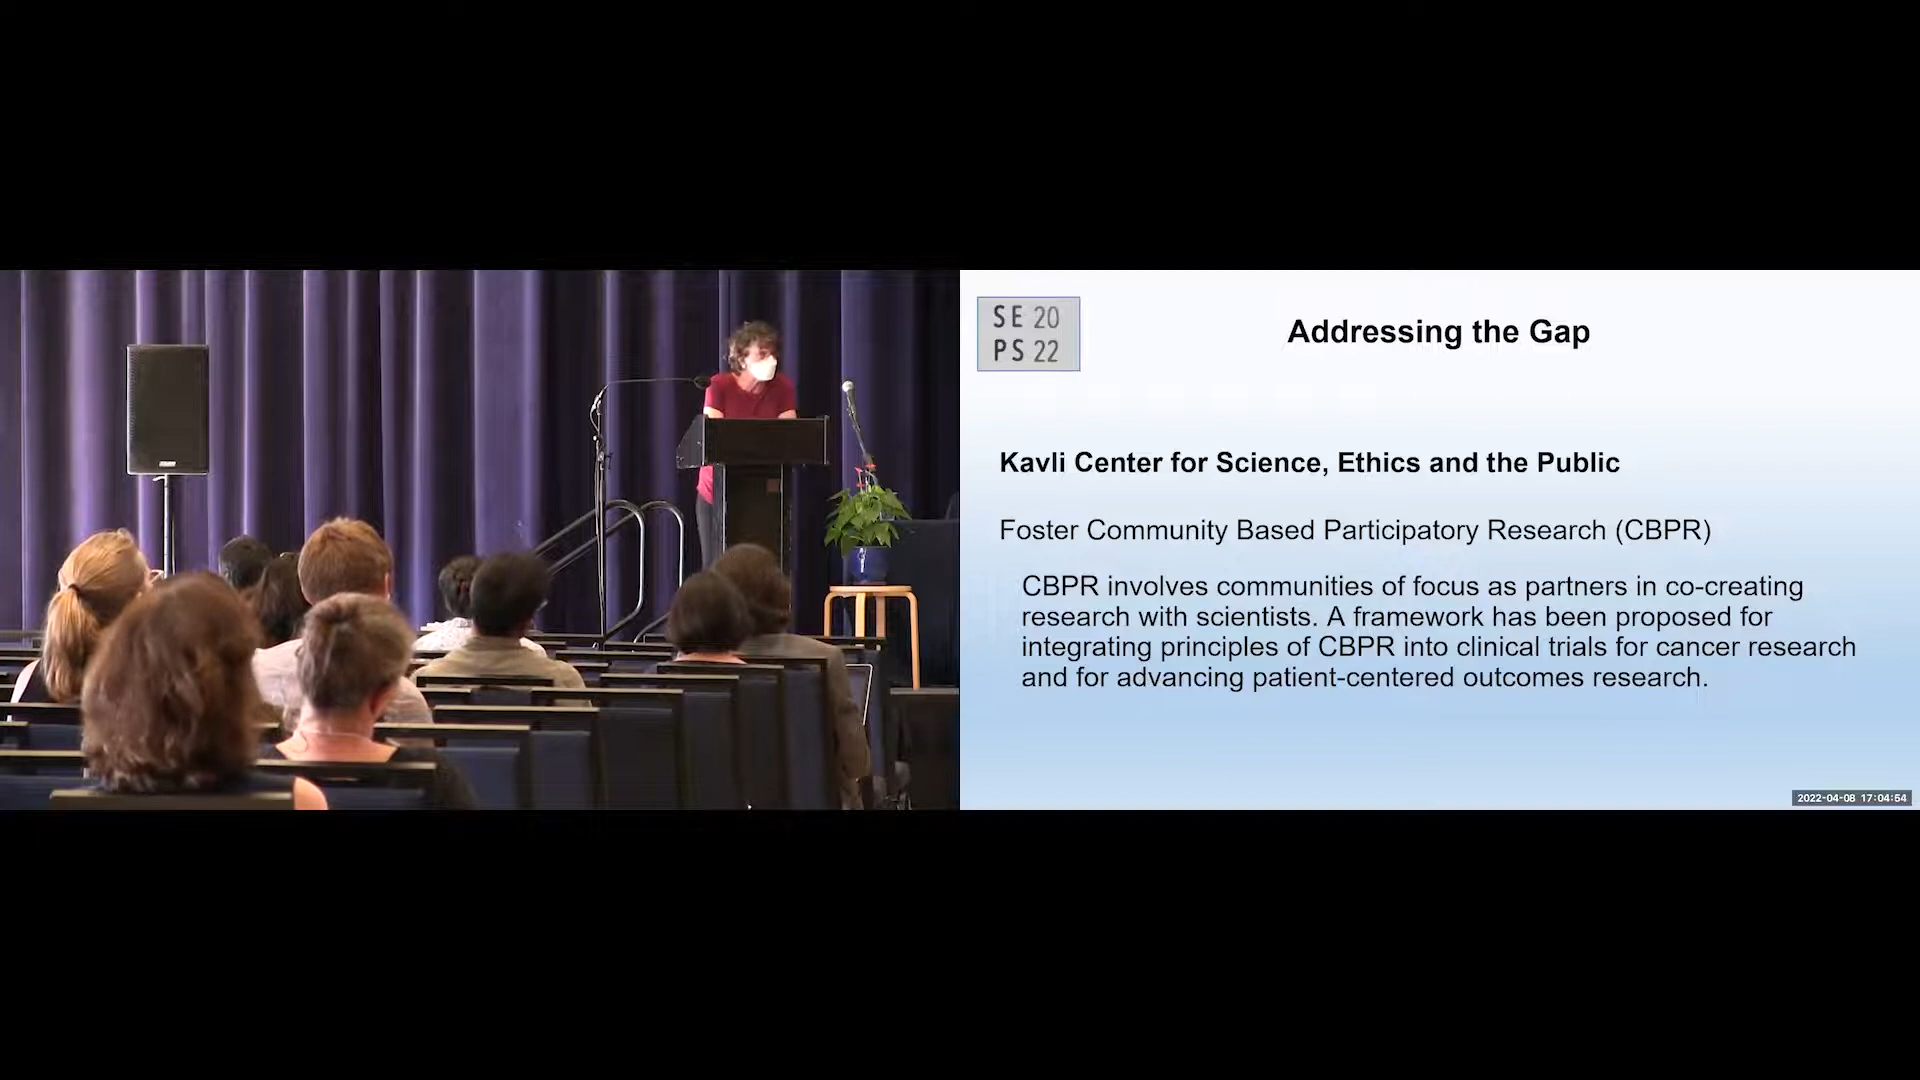 SE 20
PS 22
Addressing the Gap
Kavli Center for Science, Ethics and the Public
Foster Community Based Participatory Research (CBPR)
CBPR involves communities of focus as partners in co-creating
research with scientists. A framework has been proposed for
integrating principles of CBPR into clinical trials for cancer research
and for advancing patient-centered outcomes research.
2022-04-08 17:04:54